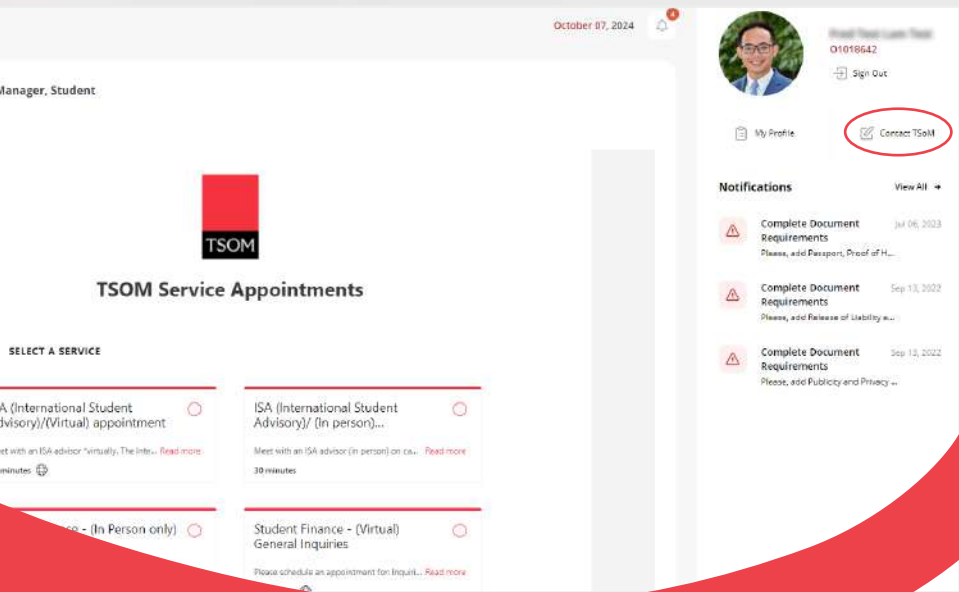 October 07, 2024
4
O1018642
Sign Out
Manager, Student
My Profile
Contact TSoM
TSOM
TSOM Service Appointments
SELECT A SERVICE
A (International Student
dvisory)/(Virtual) appointment
eet with an ISA advisor "virtually. The Inte... Read more
minutes
ISA (International Student
Advisory)/ (In person)...
Meet with an ISA advisor (in person) on ca... Read more
30 minutes
- (In Person only)
Student Finance - (Virtual)
General Inquiries
Please schedule an appointment for: Inquiri... Read more
Notifications
View All →
Complete Document
Jul 06, 2023
Requirements
Please, add Passport, Proof of H...
Complete Document
Sep 13, 2022
Requirements
Please, add Release of Liability a...
Complete Document
Sep 13, 2022
Requirements
Please, add Publicity and Privacy ...